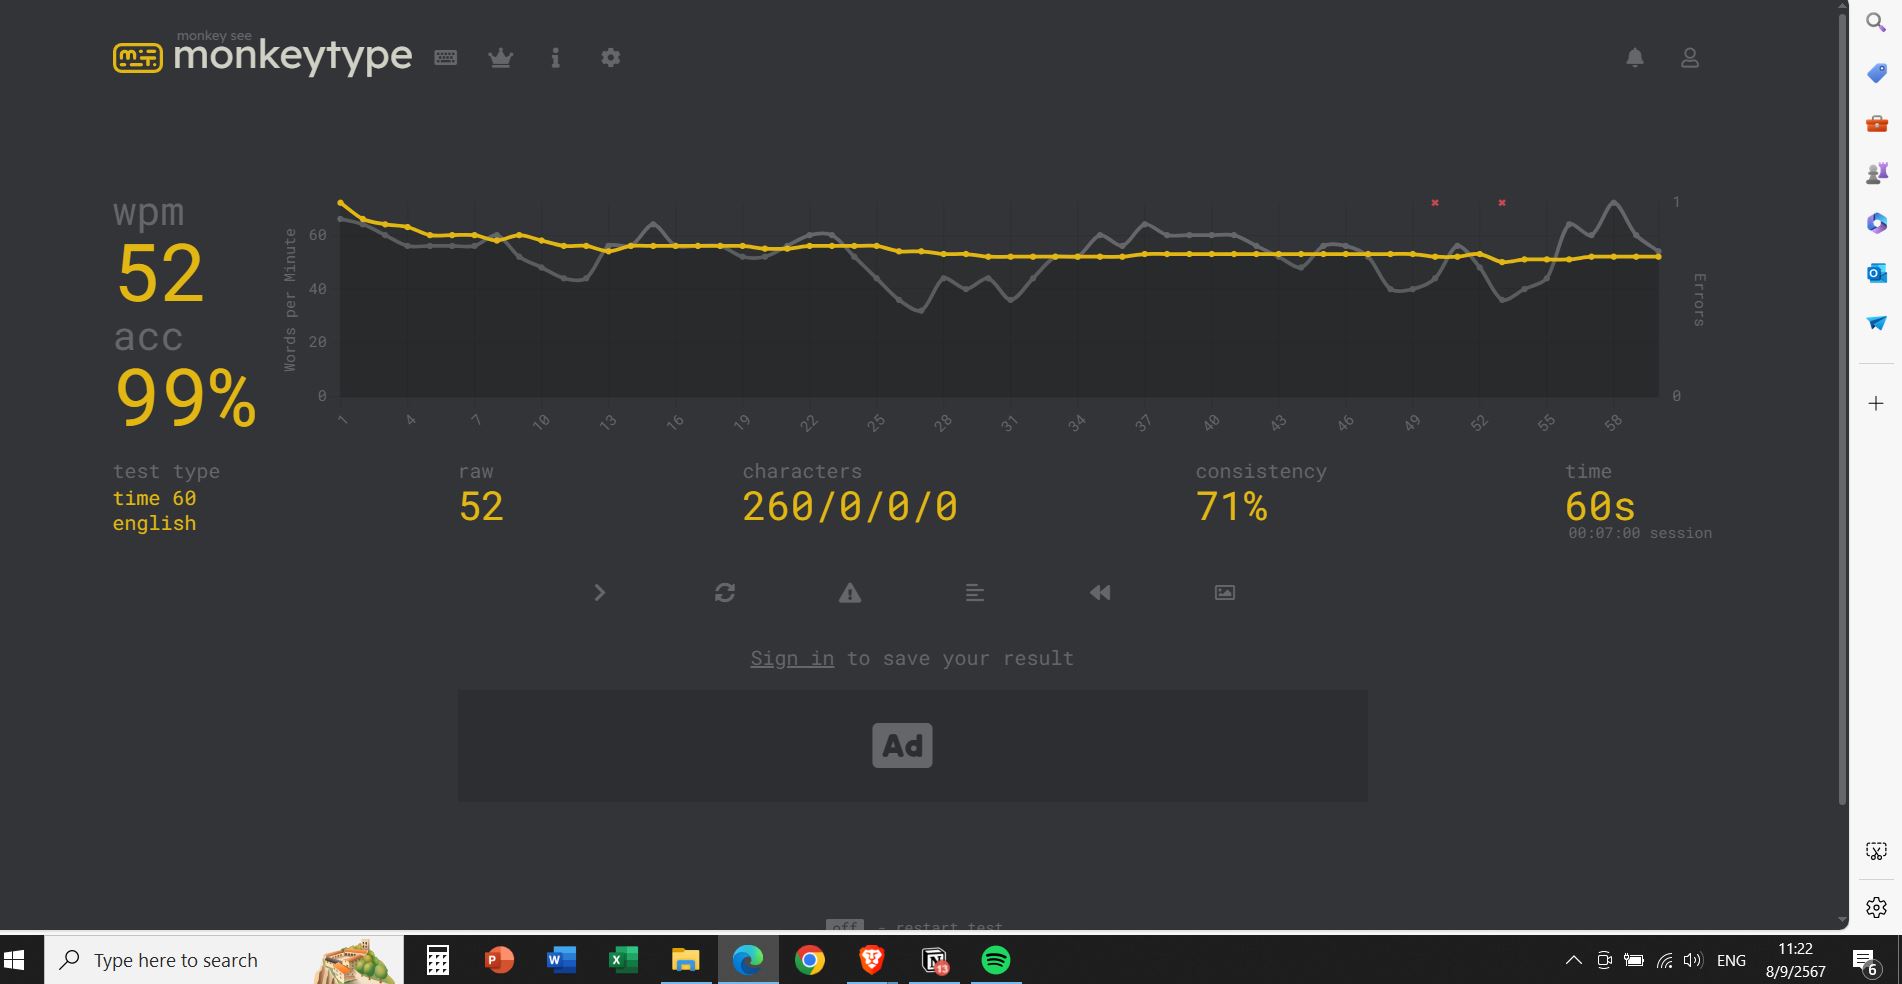 monkey see
monkeytype
wpm
52
acc
99%
Words per Minute
60
40
20
0
1
4
7
10
13
16
19
22
25
28
31
34
37
40
43
46
49
52
55
58
1
0
Errors
test type
time 60
english
raw
52
characters
260/0/0/0
consistency
71%
time
60s
00:07:00 session
Sign in to save your result
Ad
off - restart test
Type here to search
13
ENG
11:22
8/9/2567
6